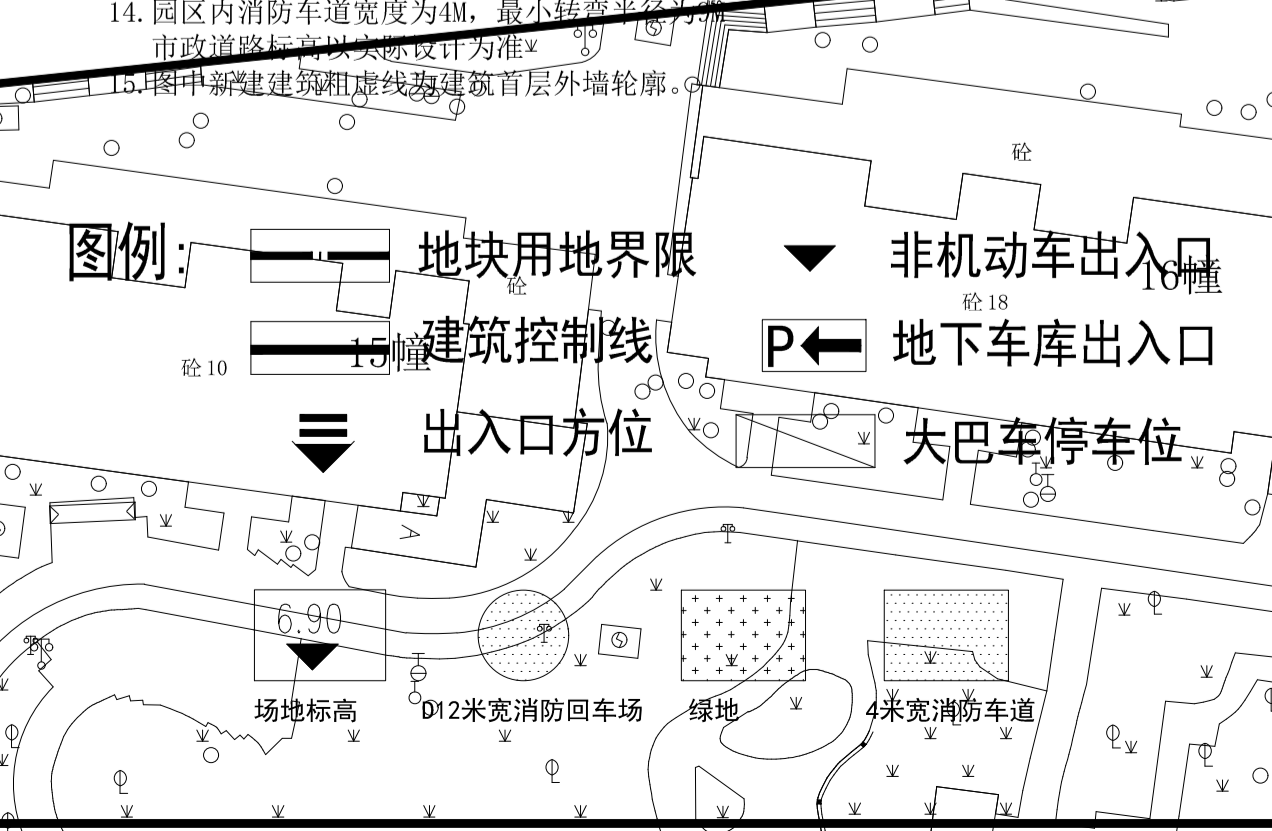 14. 园区内消防车道宽度为4M，最小转弯半径为9M
市政道路标高以实际设计为准
15. 图中新建建筑粗虚线为建筑首层外墙轮廓。
砼
图例:
地块用地界限
非机动车出入口
16幢
砼
砼18
建筑控制线
15幢
砼10
P
地下车库出入口
出入口方位
大巴车停车位
A
6.90
场地标高
D12米宽消防回车场
绿地
4米宽消防车道